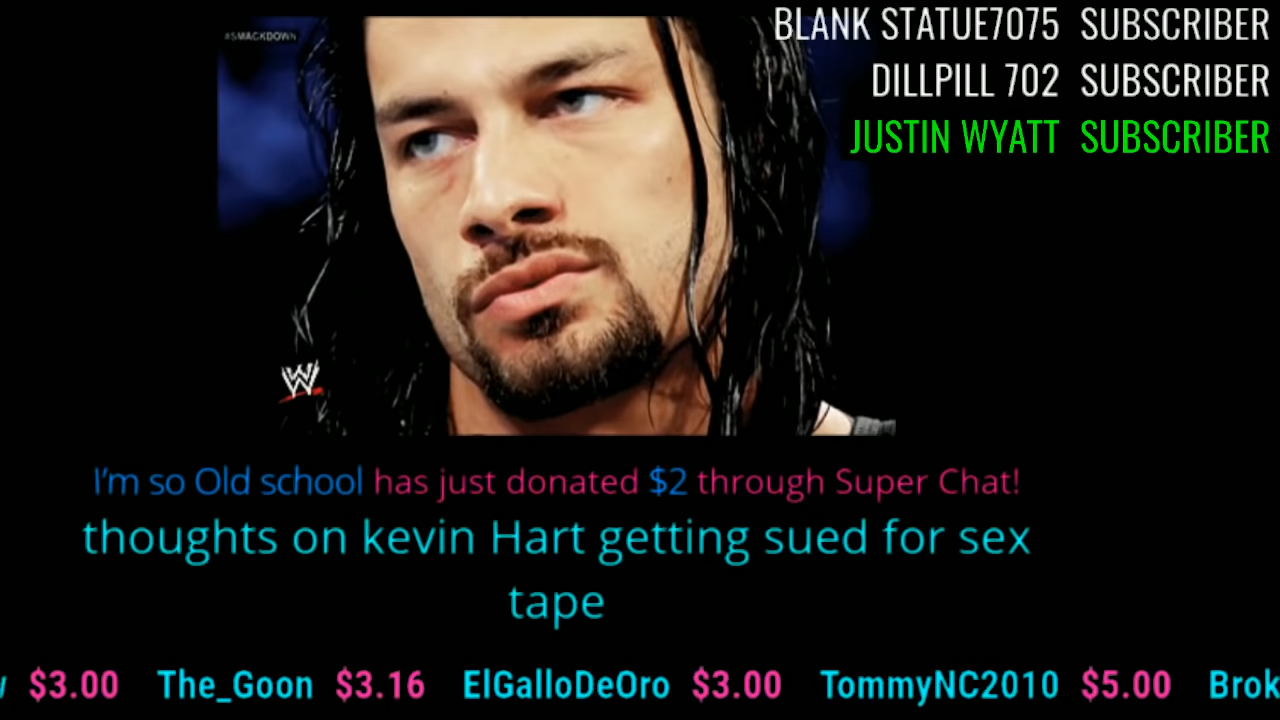 #SMACKDOWN
BLANK STATUE7075 SUBSCRIBER
DILLPILL 702 SUBSCRIBER
JUSTIN WYATT SUBSCRIBER
W
I'm so Old school has just donated $2 through Super Chat!
thoughts on kevin Hart getting sued for sex
tape
$3.00 The_Goon $3.16 ElGalloDeOro $3.00 TommyNC2010 $5.00 Brok